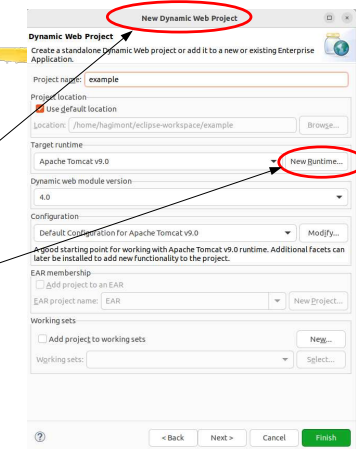 New Dynamic Web Project
Dynamic Web Project
Create a standalone Dynamic Web project or add it to a new or existing Enterprise
Application.
Project name: example
Project location
Use default location
Location: /home/hagimont/eclipse-workspace/example Browse...
Target runtime
Apache Tomcat v9.0 New Runtime...
Dynamic web module version
4.0
Configuration
Default Configuration for Apache Tomcat v9.0 Modify...
A good starting point for working with Apache Tomcat v9.0 runtime. Additional facets can
later be installed to add new functionality to the project.
EAR membership
Add project to an EAR
EAR project name: EAR New Project...
Working sets
Add project to working sets New...
Working sets: Select...
? < Back Next > Cancel Finish